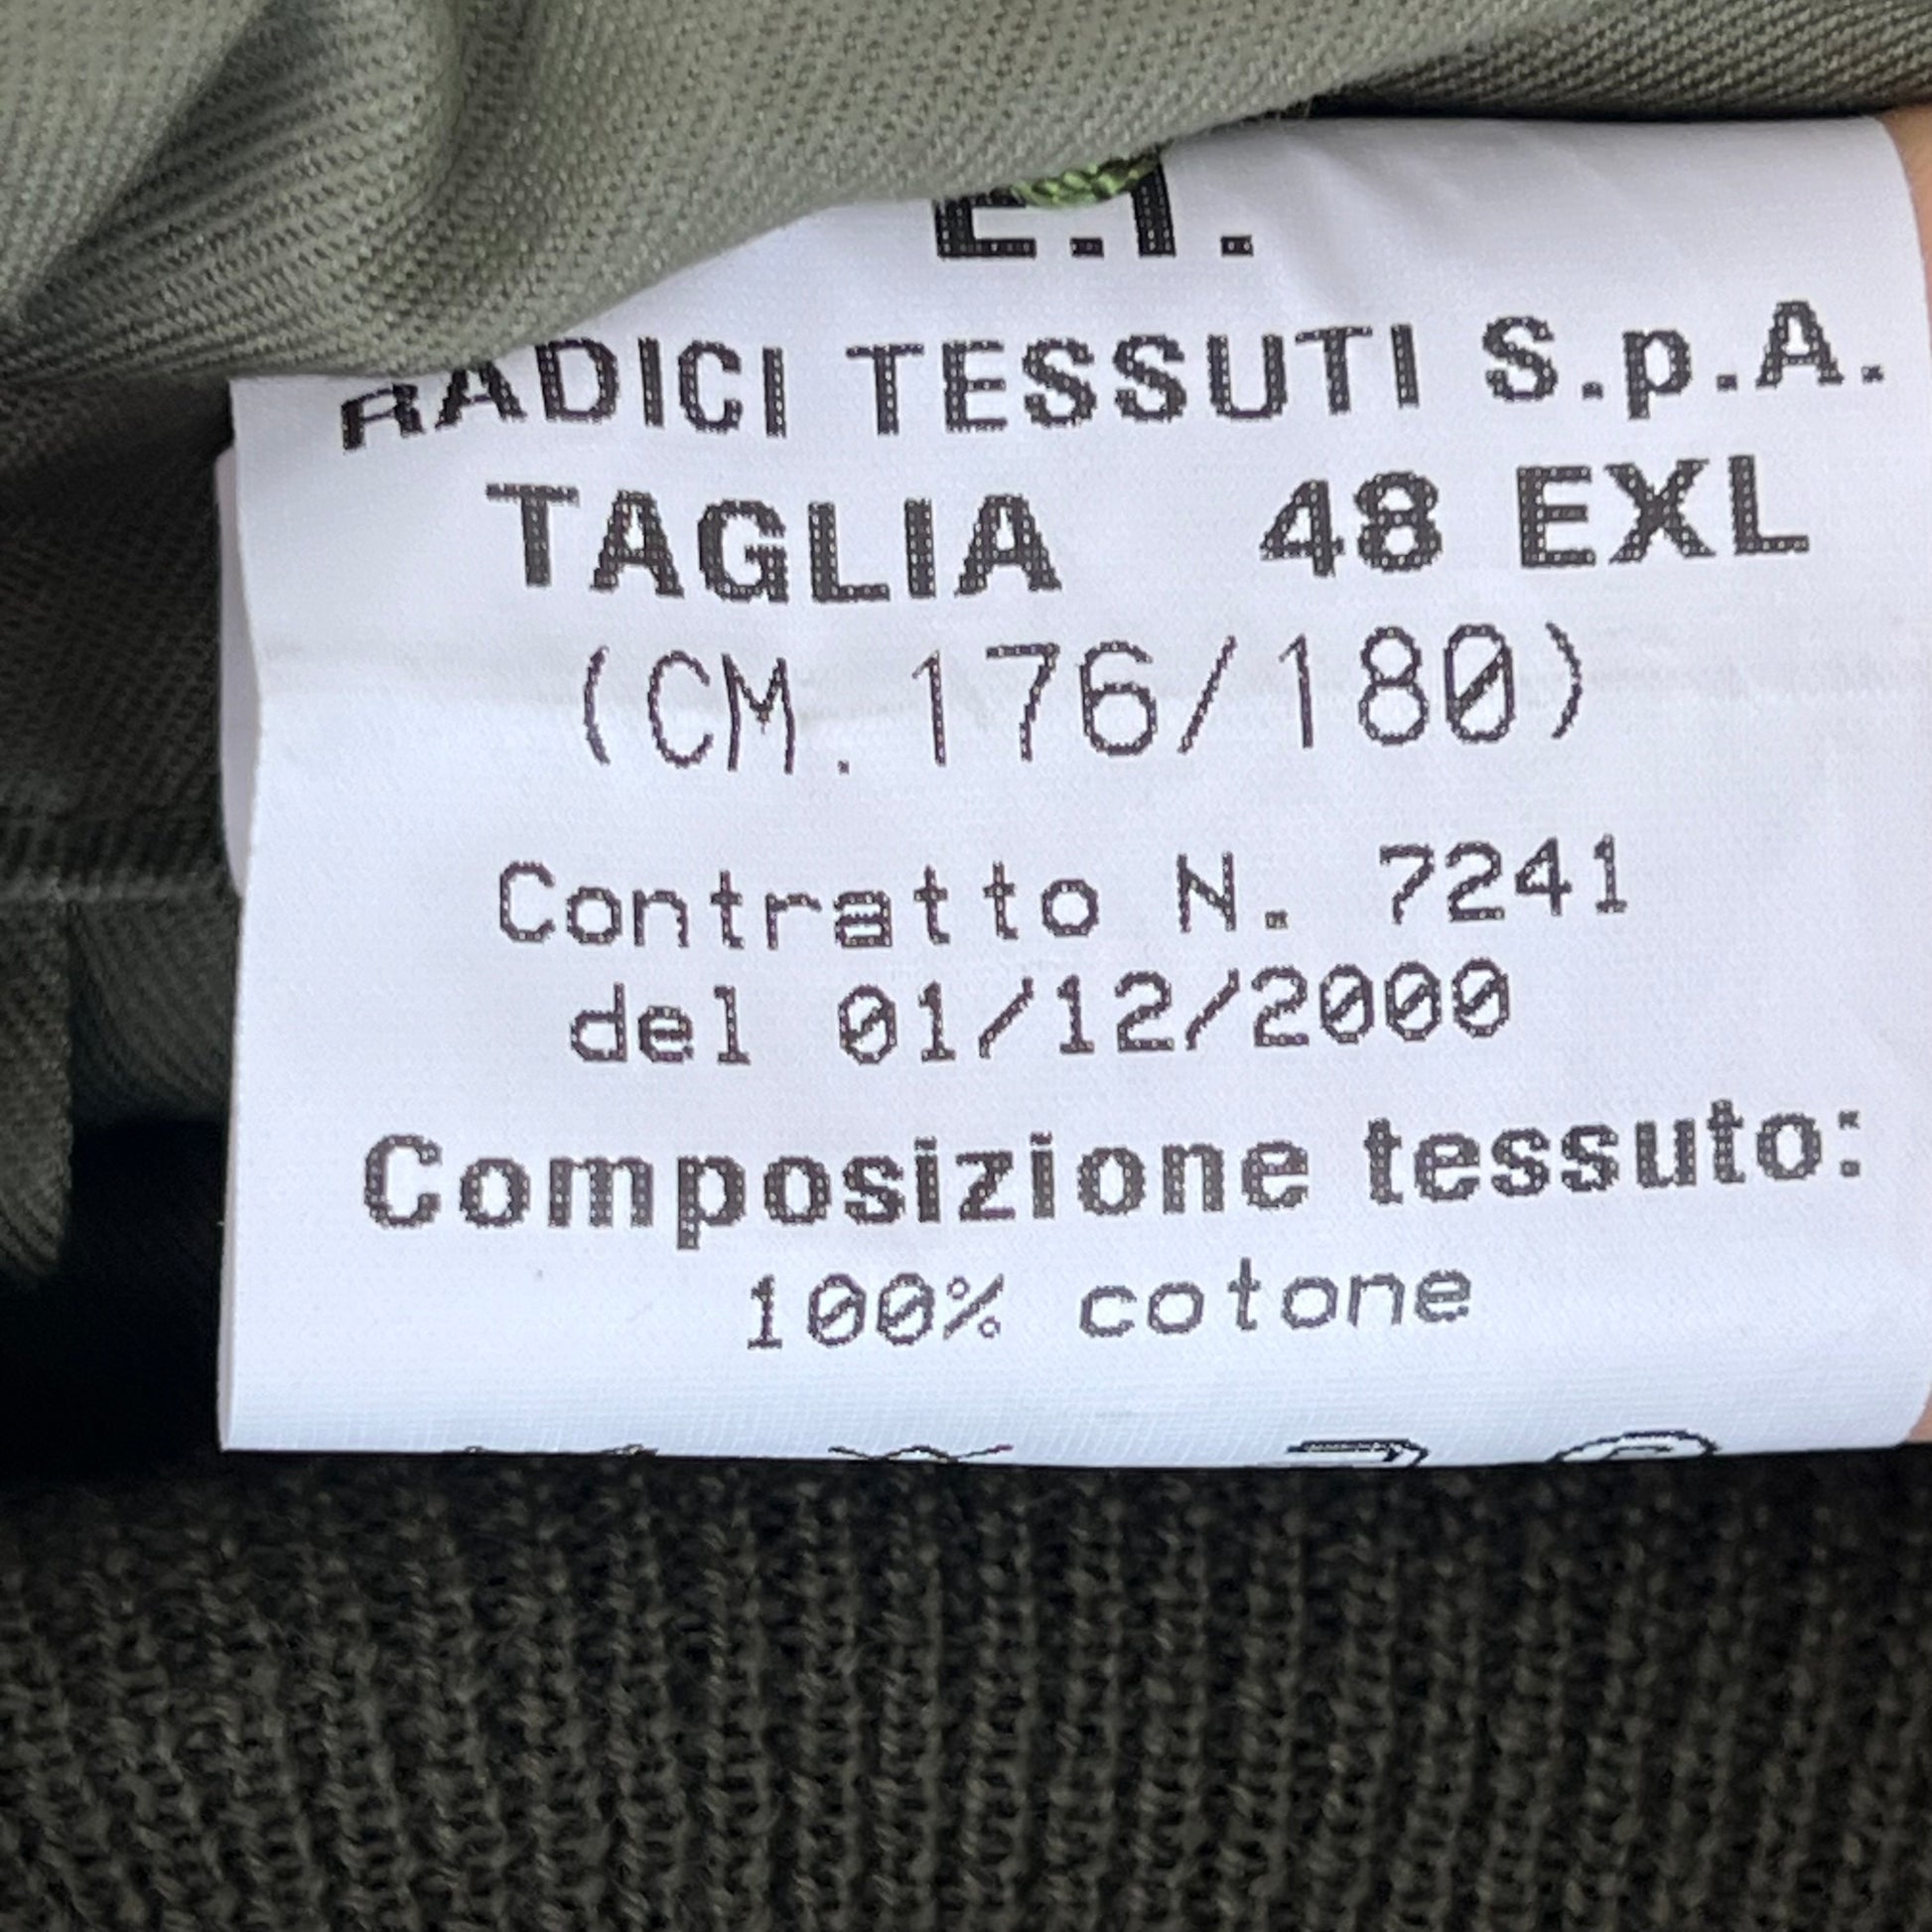 E.I.
RADICI TESSUTI S.p.A.
TAGLIA 48 EXL
(CM.176/180)
Contratto N. 7241
del 01/12/2000
Composizione tessuto:
100% cotone